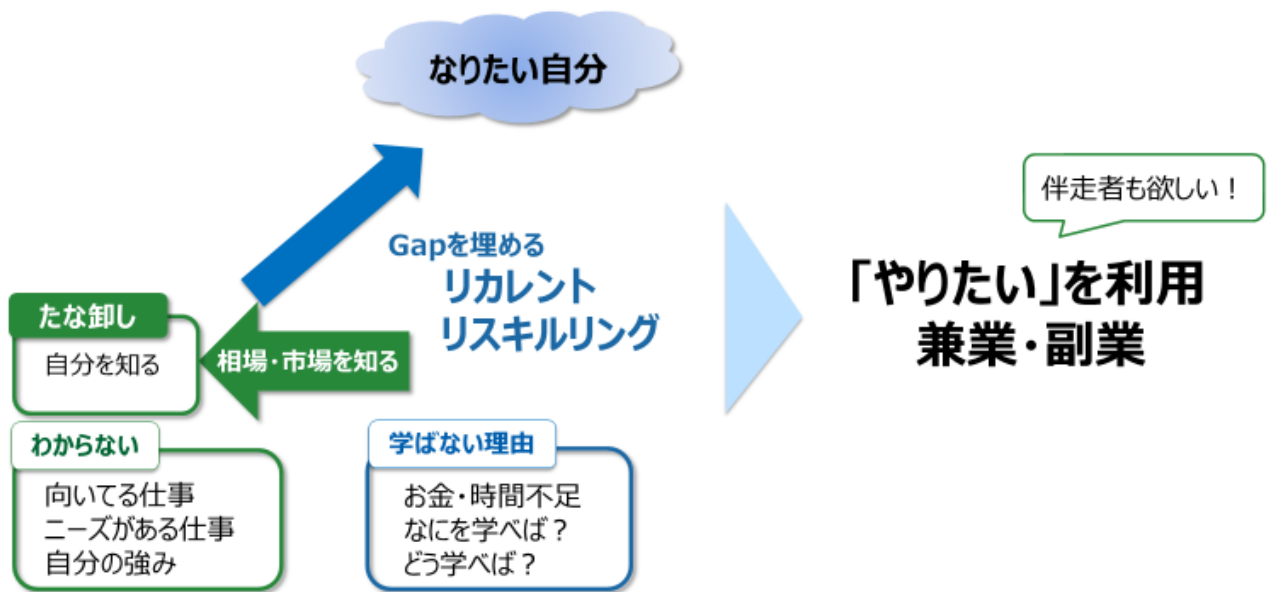 なりたい自分
伴走者も欲しい！
Gapを埋める
リカレント
リスキルリング
「やりたい」を利用
兼業・副業
たな卸し
自分を知る
相場・市場を知る
わからない
向いてる仕事
ニーズがある仕事
自分の強み
学ばない理由
お金・時間不足
なにを学べば？
どう学べば？